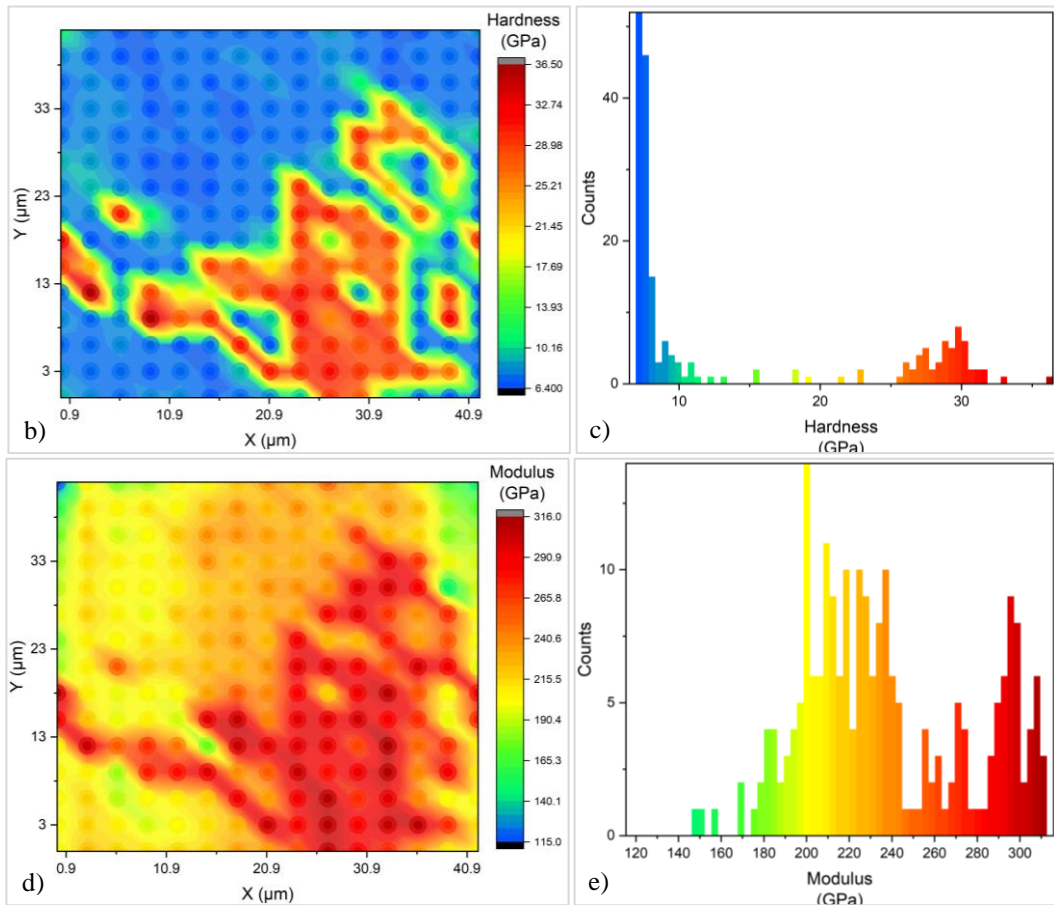 Hardness
(GPa)
36.50
32.74
28.98
25.21
21.45
17.69
13.93
10.16
6.400
33
23
13
3
Y (µm)
0.9 10.9 20.9 30.9 40.9
X (µm)
b)
40
20
0
Counts
10 20 30
Hardness
(GPa)
c)
Modulus
(GPa)
316.0
290.9
265.8
240.6
215.5
190.4
165.3
140.1
115.0
33
23
13
3
Y (µm)
0.9 10.9 20.9 30.9 40.9
X (µm)
d)
10
5
0
Counts
120 140 160 180 200 220 240 260 280 300
Modulus
(GPa)
e)